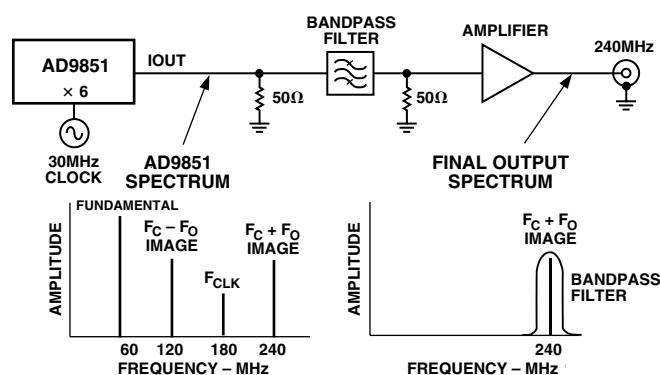 BANDPASS
FILTER
AMPLIFIER
240MHz
AD9851
× 6
IOUT
50Ω
50Ω
30MHz
CLOCK
AD9851
SPECTRUM
FINAL OUTPUT
SPECTRUM
AMPLITUDE
FUNDAMENTAL
FC – FO
IMAGE
FCLK
FC + FO
IMAGE
60 120 180 240
FREQUENCY – MHz
AMPLITUDE
FC + FO
IMAGE
BANDPASS
FILTER
240
FREQUENCY – MHz